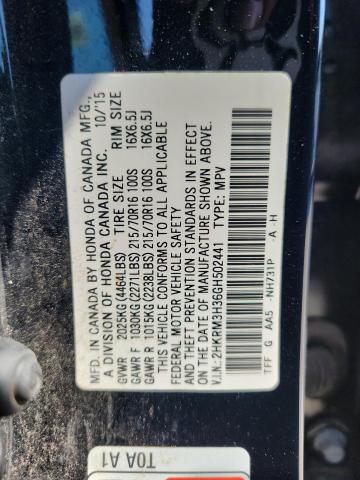 MFD. IN CANADA BY HONDA OF CANADA MFG.,
A DIVISION OF HONDA CANADA INC. 10/'15
GVWR 2025KG(4464LBS) TIRE SIZE RIM SIZE
GAWR F 1030KG(2271LBS)215/70R16 100S 16X6.5J
GAWR R 1015KG(2238LBS)215/70R16 100S 16X6.5J
THIS VEHICLE CONFORMS TO ALL APPLICABLE
FEDERAL MOTOR VEHICLE SAFETY
AND THEFT PREVENTION STANDARDS IN EFFECT
ON THE DATE OF MANUFACTURE SHOWN ABOVE.
V.I.N.: 2HKRM3H36GH502441 TYPE: MPV
TFF G AA5 -NH731P -A -H
T0A A1